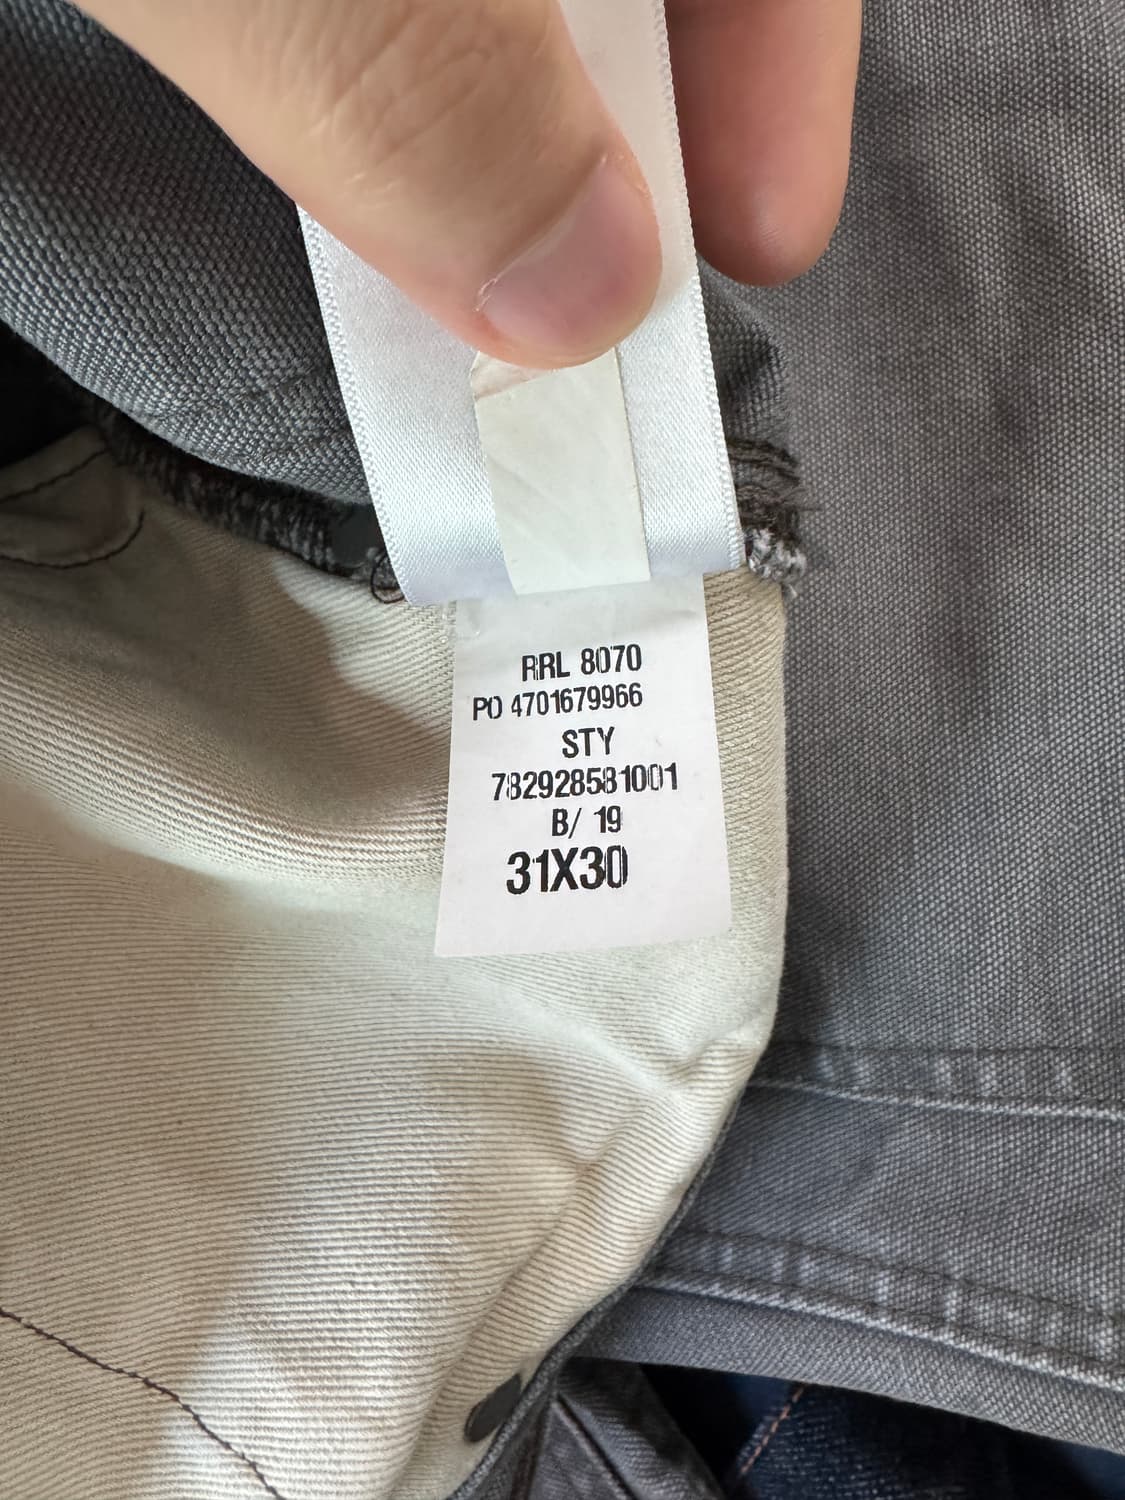 RRL 8070
PO 4701679966
STY
782928581001
B/ 19
31X30